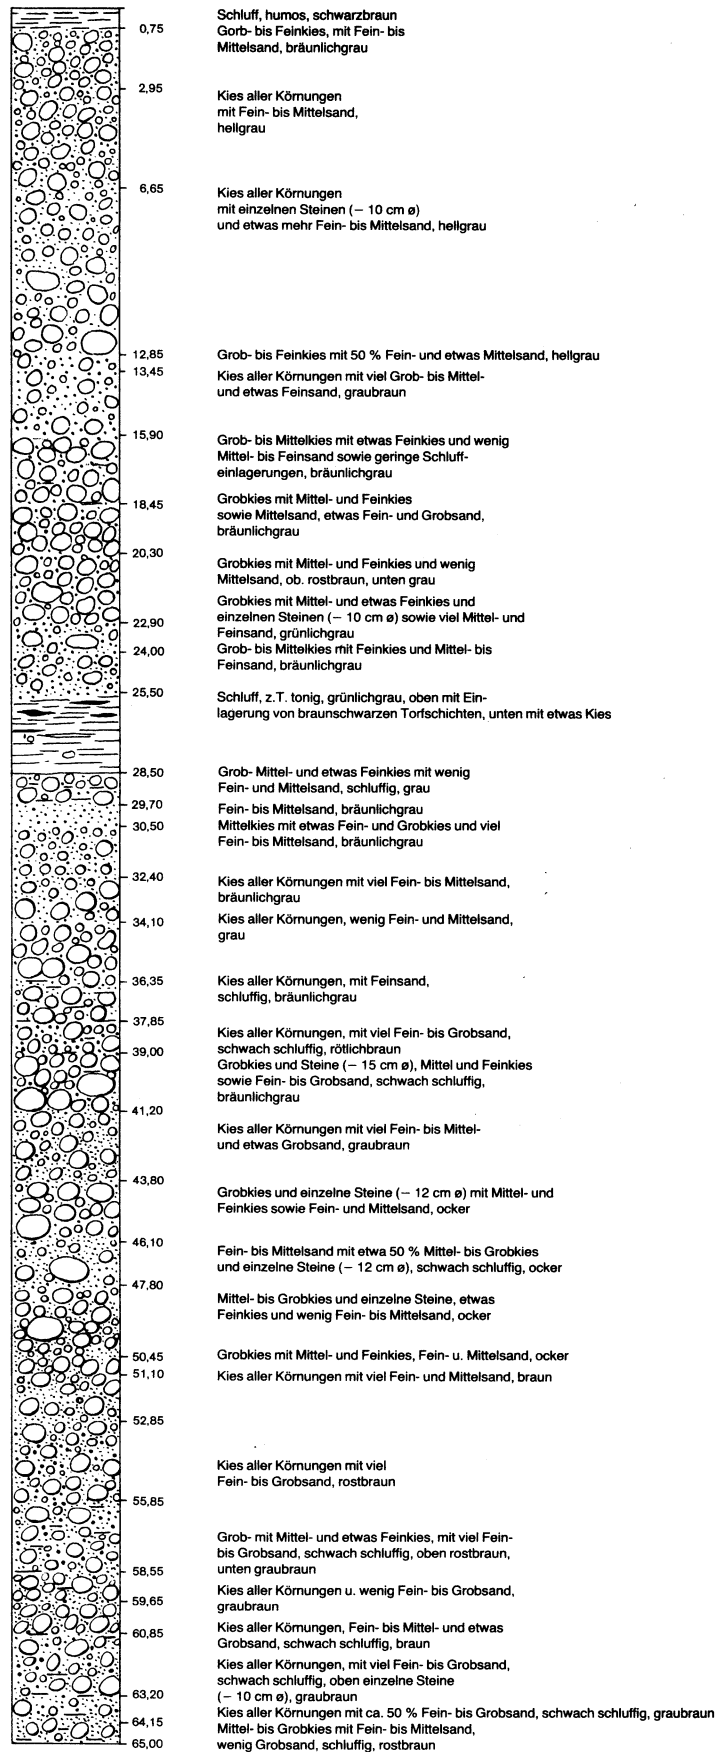 Schluff, humos, schwarzbraun
0,75 Gorb- bis Feinkies, mit Fein- bis
Mittelsand, bräunlichgrau
2,95 Kies aller Körnungen
mit Fein- bis Mittelsand,
hellgrau
6,65 Kies aller Körnungen
mit einzelnen Steinen (– 10 cm ø)
und etwas mehr Fein- bis Mittelsand, hellgrau
12,85 Grob- bis Feinkies mit 50 % Fein- und etwas Mittelsand, hellgrau
13,45 Kies aller Körnungen mit viel Grob- bis Mittel-
und etwas Feinsand, graubraun
15,90 Grob- bis Mittelkies mit etwas Feinkies und wenig
Mittel- bis Feinsand sowie geringe Schluff-
einlagerungen, bräunlichgrau
18,45 Grobkies mit Mittel- und Feinkies
sowie Mittelsand, etwas Fein- und Grobsand,
bräunlichgrau
20,30 Grobkies mit Mittel- und Feinkies und wenig
Mittelsand, ob. rostbraun, unten grau
Grobkies mit Mittel- und etwas Feinkies und
22,90 einzelnen Steinen (– 10 cm ø) sowie viel Mittel- und
Feinsand, grünlichgrau
24,00 Grob- bis Mittelkies mit Feinkies und Mittel- bis
Feinsand, bräunlichgrau
25,50 Schluff, z.T. tonig, grünlichgrau, oben mit Ein-
lagerung von braunschwarzen Torfschichten, unten mit etwas Kies
28,50 Grob- Mittel- und etwas Feinkies mit wenig
Fein- und Mittelsand, schluffig, grau
29,70 Fein- bis Mittelsand, bräunlichgrau
30,50 Mittelkies mit etwas Fein- und Grobkies und viel
Fein- bis Mittelsand, bräunlichgrau
32,40 Kies aller Körnungen mit viel Fein- bis Mittelsand,
bräunlichgrau
34,10 Kies aller Körnungen, wenig Fein- und Mittelsand,
grau
36,35 Kies aller Körnungen, mit Feinsand,
schluffig, bräunlichgrau
37,85 Kies aller Körnungen, mit viel Fein- bis Grobsand,
schwach schluffig, rötlichbraun
39,00 Grobkies und Steine (– 15 cm ø), Mittel und Feinkies
sowie Fein- bis Grobsand, schwach schluffig,
bräunlichgrau
41,20 Kies aller Körnungen mit viel Fein- bis Mittel-
und etwas Grobsand, graubraun
43,80 Grobkies und einzelne Steine (– 12 cm ø) mit Mittel- und
Feinkies sowie Fein- und Mittelsand, ocker
46,10 Fein- bis Mittelsand mit etwa 50 % Mittel- bis Grobkies
und einzelne Steine (– 12 cm ø), schwach schluffig, ocker
47,80 Mittel- bis Grobkies und einzelne Steine, etwas
Feinkies und wenig Fein- bis Mittelsand, ocker
50,45 Grobkies mit Mittel- und Feinkies, Fein- u. Mittelsand, ocker
51,10 Kies aller Körnungen mit viel Fein- und Mittelsand, braun
52,85
Kies aller Körnungen mit viel
Fein- bis Grobsand, rostbraun
55,85
Grob- mit Mittel- und etwas Feinkies, mit viel Fein-
bis Grobsand, schwach schluffig, oben rostbraun,
unten graubraun
58,55 Kies aller Körnungen u. wenig Fein- bis Grobsand,
59,65 graubraun
60,85 Kies aller Körnungen, Fein- bis Mittel- und etwas
Grobsand, schwach schluffig, braun
Kies aller Körnungen, mit viel Fein- bis Grobsand,
schwach schluffig, oben einzelne Steine
63,20 (– 10 cm ø), graubraun
Kies aller Körnungen mit ca. 50 % Fein- bis Grobsand, schwach schluffig, graubraun
64,15 Mittel- bis Grobkies mit Fein- bis Mittelsand,
65,00 wenig Grobsand, schluffig, rostbraun